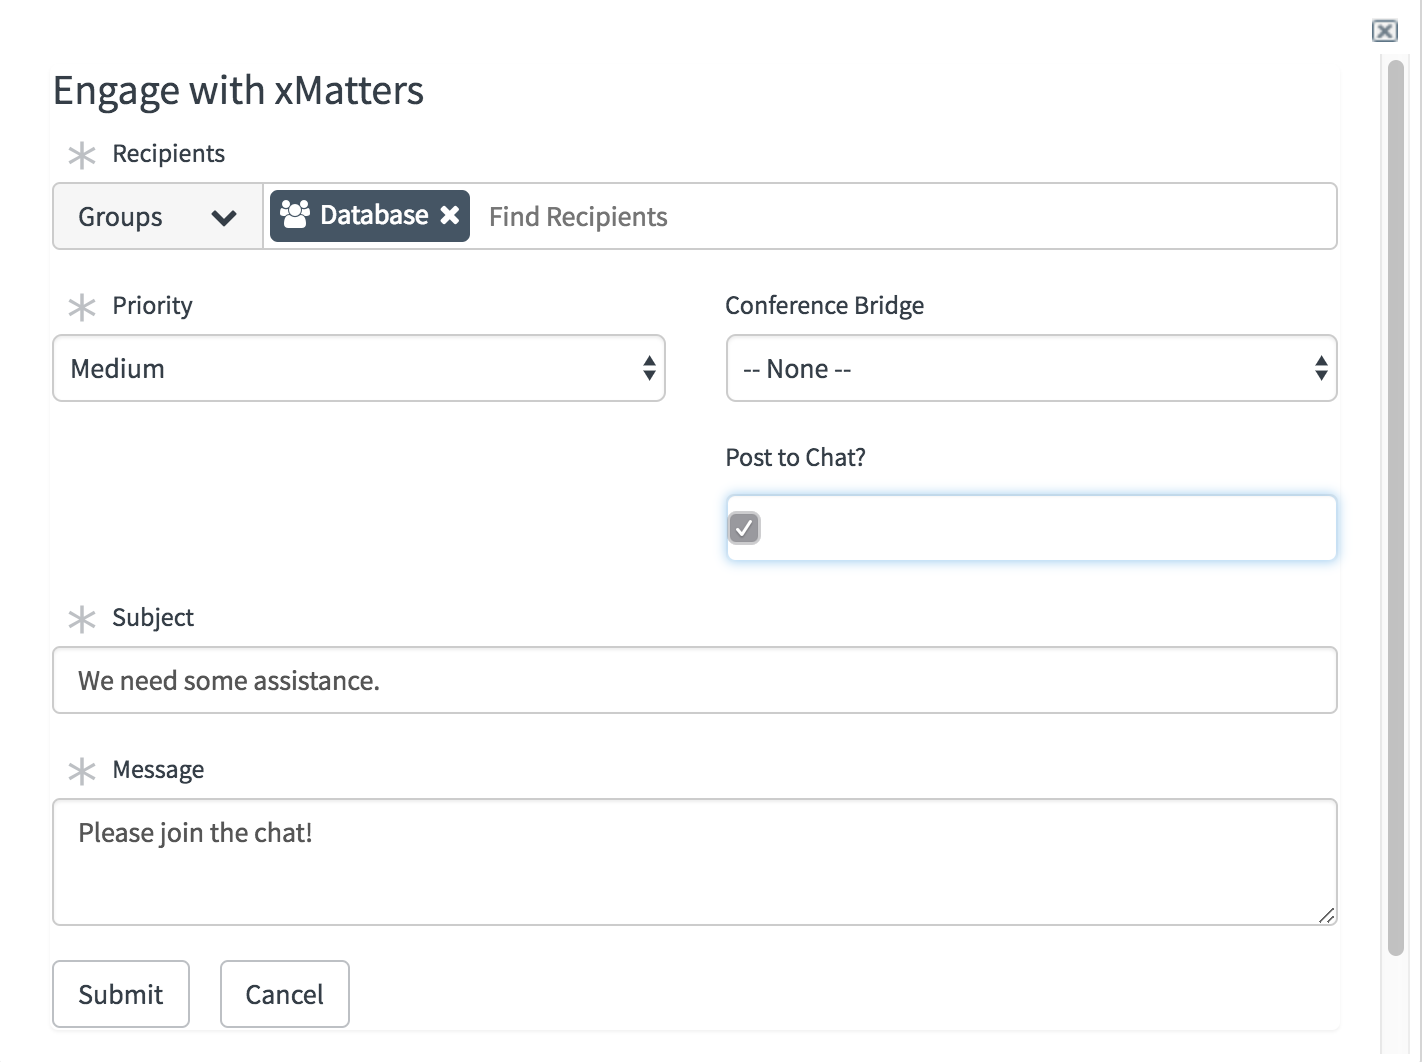 Engage with xMatters
Recipients
Groups Database Find Recipients
Priority Conference Bridge
Medium -- None --
Post to Chat?
Subject
We need some assistance.
Message
Please join the chat!
Submit Cancel